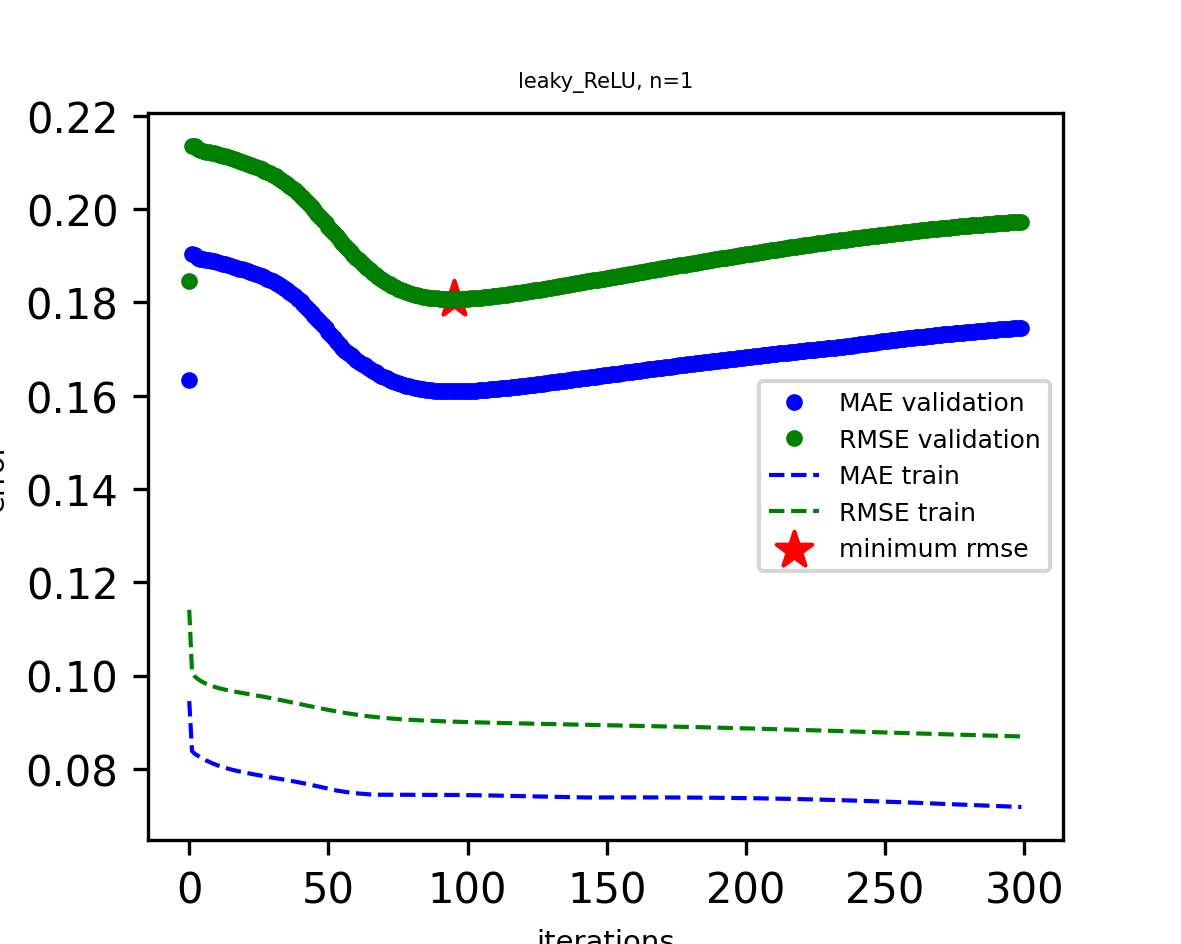 leaky_ReLU, n=1
0.22
0.20
0.18
0.16
0.14
0.12
0.10
0.08
MAE validation
RMSE validation
MAE train
RMSE train
minimum rmse
0 50 100 150 200 250 300
iterations